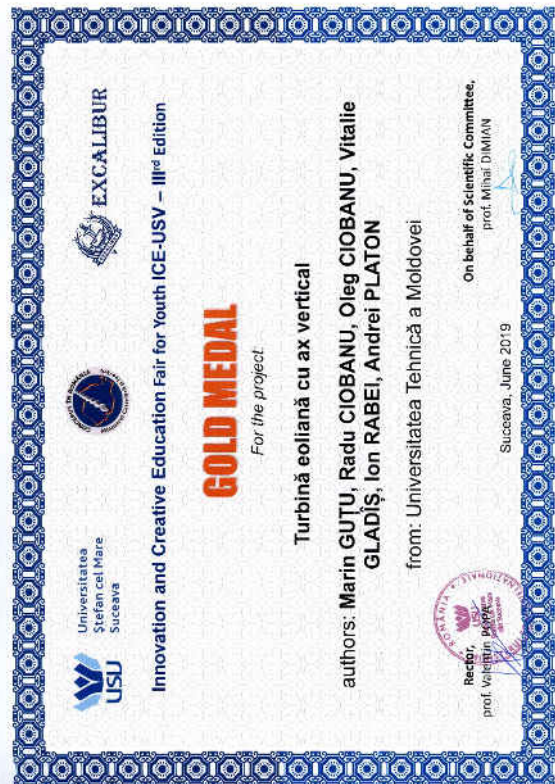 USU
Universitatea
Ștefan cel Mare
Suceava
EXCALIBUR
Innovation and Creative Education Fair for Youth ICE-USV – IIIrd Edition
GOLD MEDAL
For the project:
Turbină eoliană cu ax vertical
authors: Marin GUȚU, Radu CIOBANU, Oleg CIOBANU, Vitalie
GLADÎȘ, Ion RABEI, Andrei PLATON
from: Universitatea Tehnică a Moldovei
Rector,
prof. Valentin POPA
ROMÂNIA
On behalf of Scientific Committee,
prof. Mihai DIMIAN
Suceava, June 2019